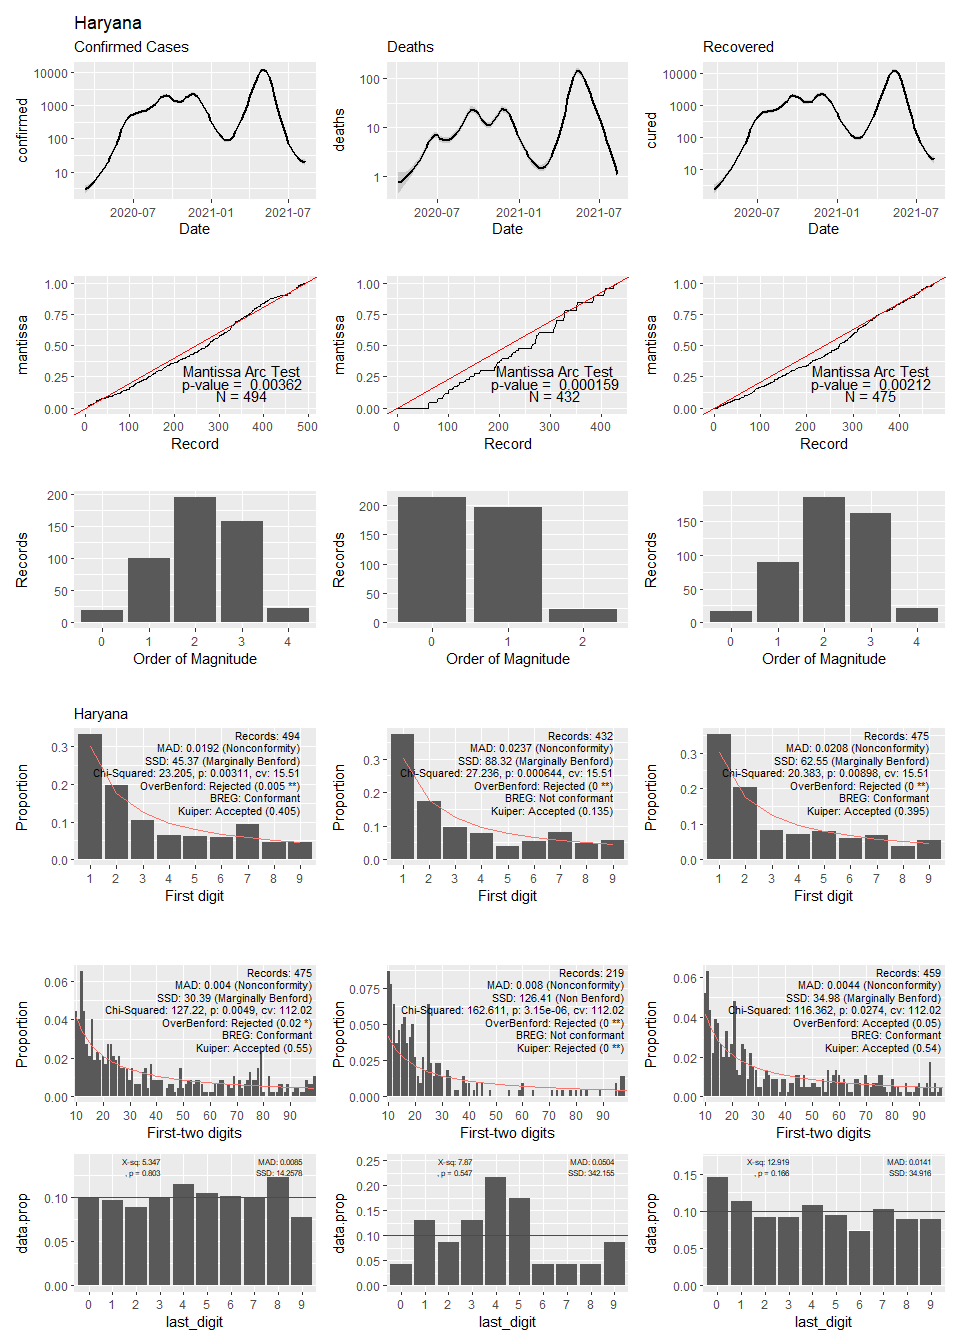 Haryana
Confirmed Cases
Deaths
Recovered
confirmed
10000
1000
100
10
2020-07 2021-01 2021-07
Date
deaths
100
10
1
2020-07 2021-01 2021-07
Date
cured
10000
1000
100
10
2020-07 2021-01 2021-07
Date
mantissa
1.00
0.75
0.50
0.25
0.00
Mantissa Arc Test
p-value = 0.00362
N = 494
0 100 200 300 400 500
Record
mantissa
1.00
0.75
0.50
0.25
0.00
Mantissa Arc Test
p-value = 0.000159
N = 432
0 100 200 300 400
Record
mantissa
1.00
0.75
0.50
0.25
0.00
Mantissa Arc Test
p-value = 0.00212
N = 475
0 100 200 300 400
Record
Records
200
150
100
50
0
0 1 2 3 4
Order of Magnitude
Records
200
150
100
50
0
0 1 2
Order of Magnitude
Records
150
100
50
0
0 1 2 3 4
Order of Magnitude
Haryana
Proportion
0.3
0.2
0.1
0.0
Records: 494
MAD: 0.0192 (Nonconformity)
SSD: 45.37 (Marginally Benford)
Chi-Squared: 23.205, p: 0.00311, cv: 15.51
OverBenford: Rejected (0.005 **)
BREG: Conformant
Kuiper: Accepted (0.405)
1 2 3 4 5 6 7 8 9
First digit
Proportion
0.3
0.2
0.1
0.0
Records: 432
MAD: 0.0237 (Nonconformity)
SSD: 88.32 (Marginally Benford)
Chi-Squared: 27.236, p: 0.000644, cv: 15.51
OverBenford: Rejected (0 **)
BREG: Not conformant
Kuiper: Accepted (0.135)
1 2 3 4 5 6 7 8 9
First digit
Proportion
0.3
0.2
0.1
0.0
Records: 475
MAD: 0.0208 (Nonconformity)
SSD: 62.55 (Marginally Benford)
Chi-Squared: 20.383, p: 0.00898, cv: 15.51
OverBenford: Rejected (0 **)
BREG: Conformant
Kuiper: Accepted (0.395)
1 2 3 4 5 6 7 8 9
First digit
Proportion
0.06
0.04
0.02
0.00
Records: 475
MAD: 0.004 (Nonconformity)
SSD: 30.39 (Marginally Benford)
Chi-Squared: 127.22, p: 0.0049, cv: 112.02
OverBenford: Rejected (0.02 *)
BREG: Conformant
Kuiper: Accepted (0.55)
10 20 30 40 50 60 70 80 90
First-two digits
Proportion
0.075
0.050
0.025
0.000
Records: 219
MAD: 0.008 (Nonconformity)
SSD: 126.41 (Non Benford)
Chi-Squared: 162.611, p: 3.15e-06, cv: 112.02
OverBenford: Rejected (0 **)
BREG: Not conformant
Kuiper: Rejected (0 **)
10 20 30 40 50 60 70 80 90
First-two digits
Proportion
0.06
0.04
0.02
0.00
Records: 459
MAD: 0.0044 (Nonconformity)
SSD: 34.98 (Marginally Benford)
Chi-Squared: 116.362, p: 0.0274, cv: 112.02
OverBenford: Accepted (0.05)
BREG: Conformant
Kuiper: Accepted (0.54)
10 20 30 40 50 60 70 80 90
First-two digits
data.prop
0.10
0.05
0.00
X-sq: 5.347
, p = 0.803
MAD: 0.0085
SSD: 14.2578
0 1 2 3 4 5 6 7 8 9
last_digit
data.prop
0.25
0.20
0.15
0.10
0.05
0.00
X-sq: 7.87
, p = 0.547
MAD: 0.0504
SSD: 342.155
0 1 2 3 4 5 6 7 8 9
last_digit
data.prop
0.15
0.10
0.05
0.00
X-sq: 12.919
, p = 0.166
MAD: 0.0141
SSD: 34.916
0 1 2 3 4 5 6 7 8 9
last_digit